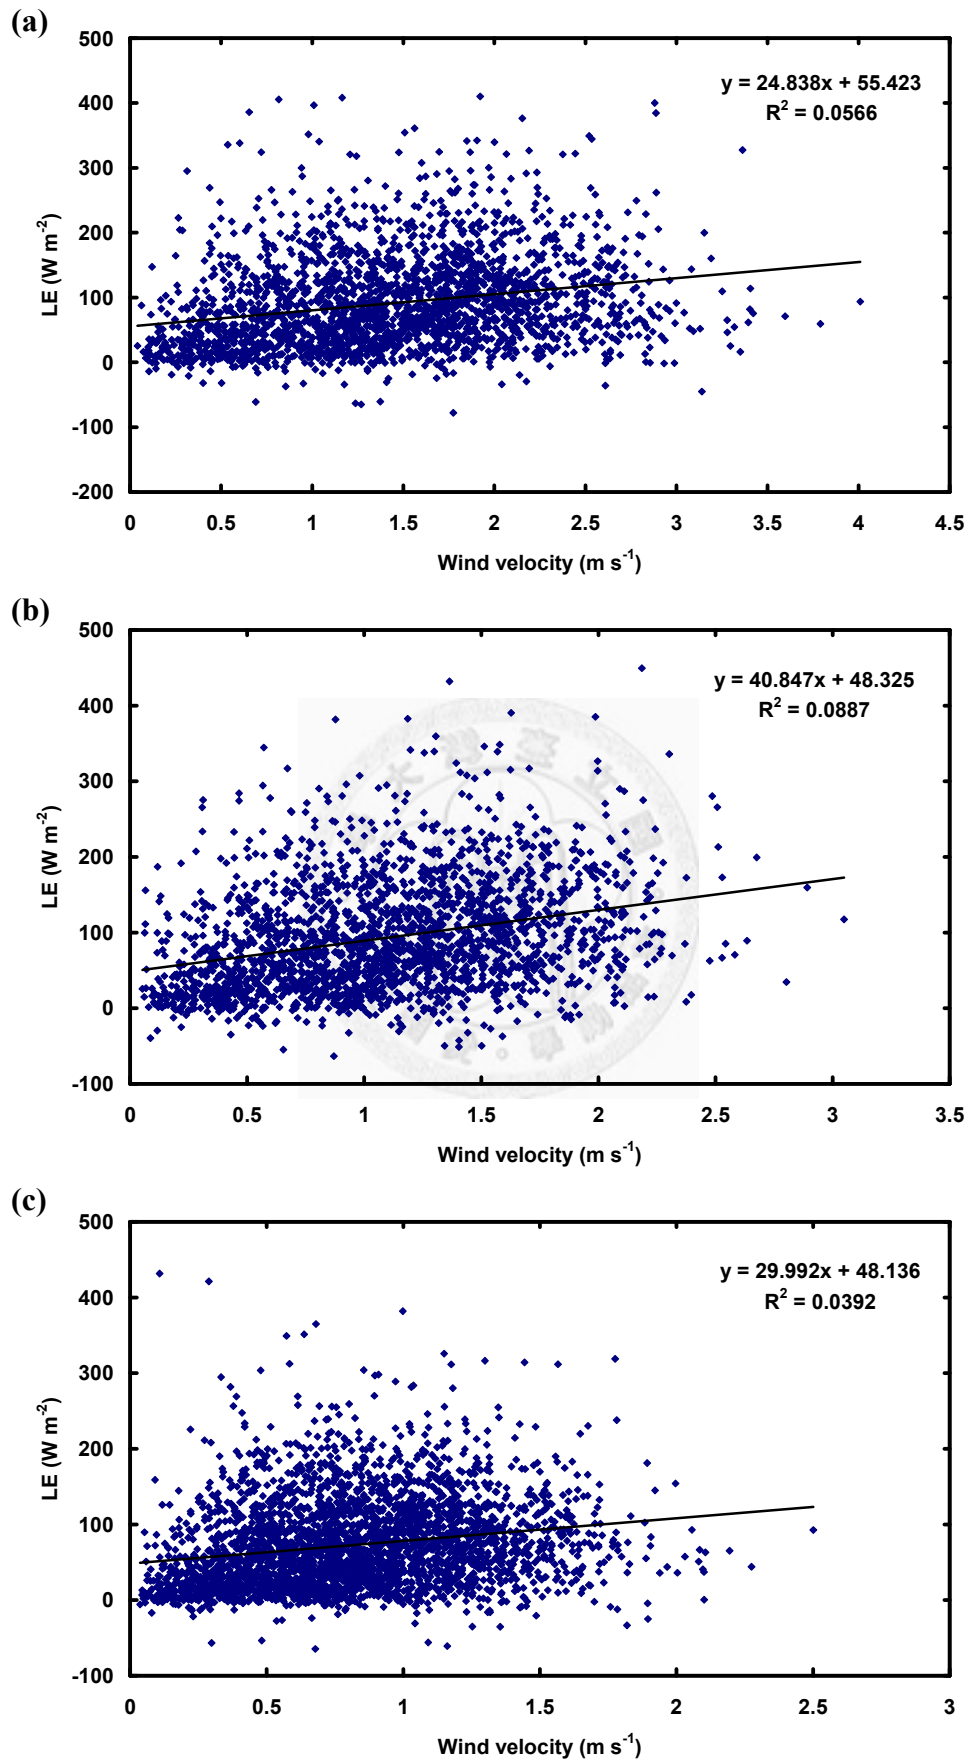 (a)
500
400
300
200
100
0
-100
-200
LE (W m⁻²)
y = 24.838x + 55.423
R² = 0.0566
0 0.5 1 1.5 2 2.5 3 3.5 4 4.5
Wind velocity (m s⁻¹)
(b)
500
400
300
200
100
0
-100
LE (W m⁻²)
y = 40.847x + 48.325
R² = 0.0887
0 0.5 1 1.5 2 2.5 3 3.5
Wind velocity (m s⁻¹)
(c)
500
400
300
200
100
0
-100
LE (W m⁻²)
y = 29.992x + 48.136
R² = 0.0392
0 0.5 1 1.5 2 2.5 3
Wind velocity (m s⁻¹)